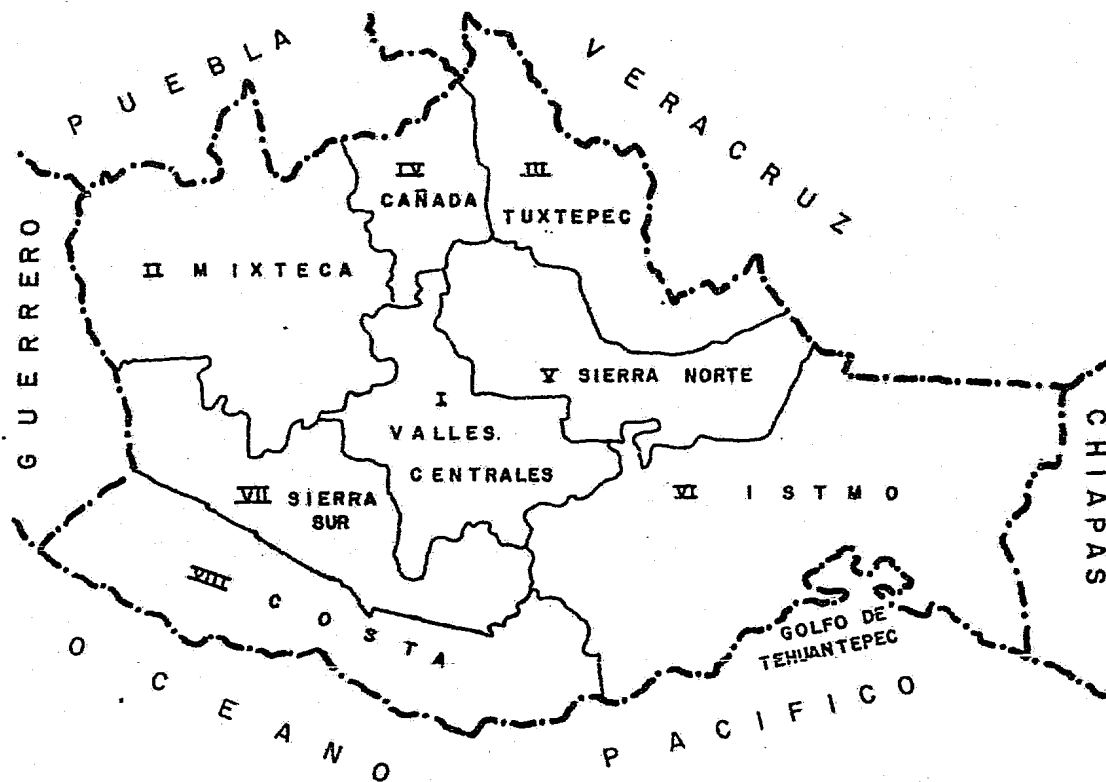 PUEBLA
VERACRUZ
GUERRERO
CHIAPAS
IV
CAÑADA
III
TUXTEPEC
II MIXTECA
V SIERRA NORTE
I
VALLES.
CENTRALES
VII SIERRA
SUR
VI ISTMO
VIII COSTA
GOLFO DE
TEHUANTEPEC
OCEANO PACIFICO